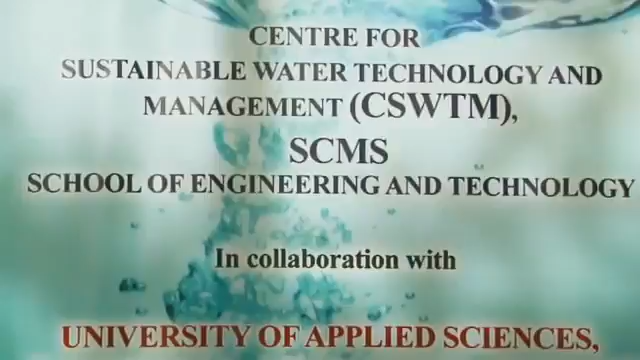 CENTRE FOR
SUSTAINABLE WATER TECHNOLOGY AND
MANAGEMENT (CSWTM),
SCMS
SCHOOL OF ENGINEERING AND TECHNOLOGY
In collaboration with
UNIVERSITY OF APPLIED SCIENCES,